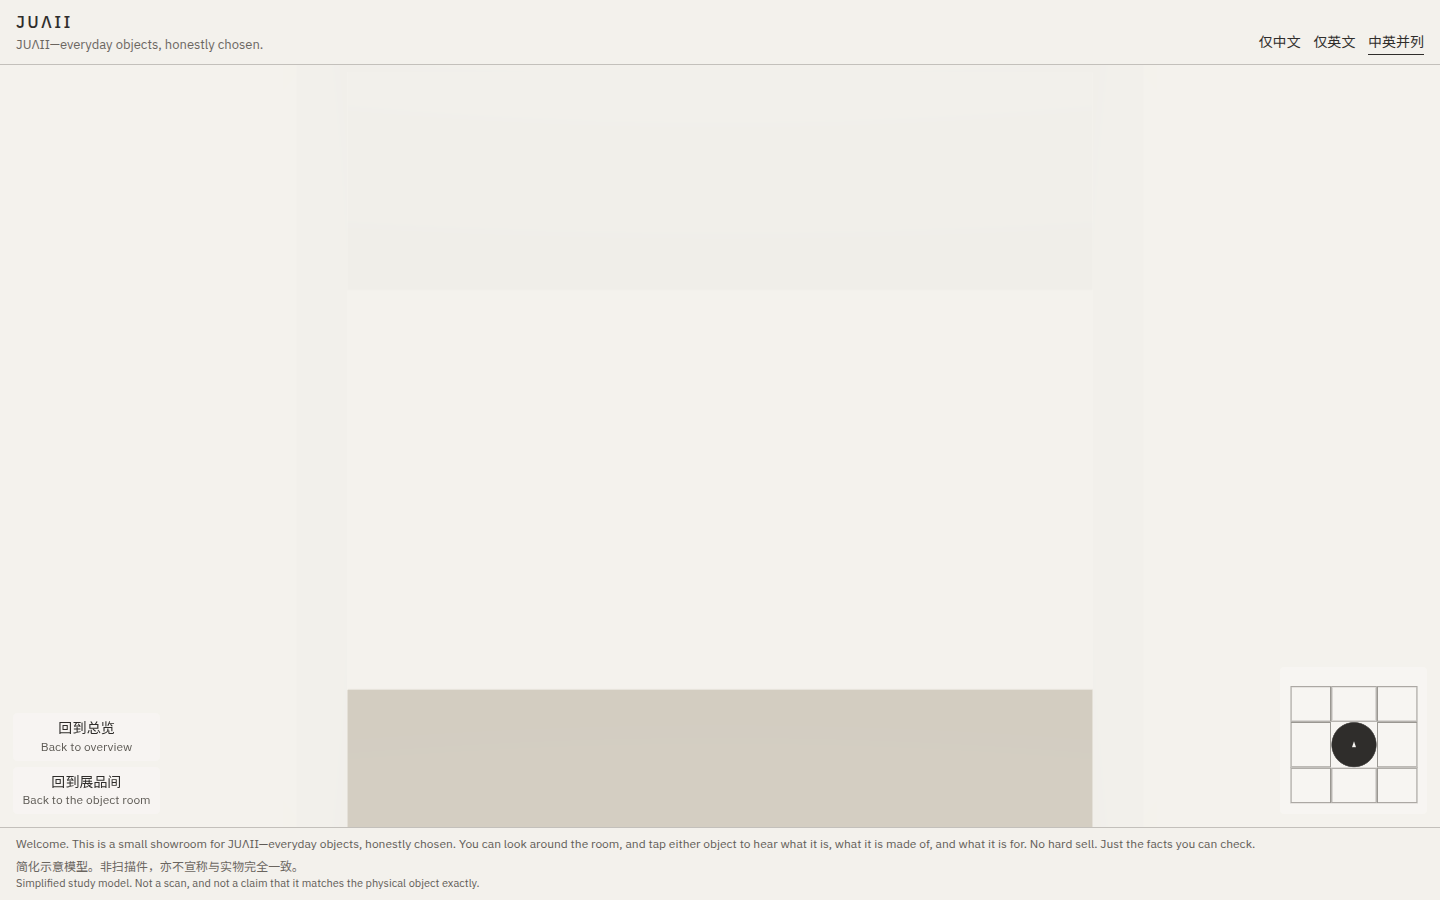 JUΛII
JUΛII—everyday objects, honestly chosen.
仅中文 仅英文 中英并列
回到总览
Back to overview
回到展品间
Back to the object room
Welcome. This is a small showroom for JUΛII—everyday objects, honestly chosen. You can look around the room, and tap either object to hear what it is, what it is made of, and what it is for. No hard sell. Just the facts you can check.
简化示意模型。非扫描件，亦不宣称与实物完全一致。
Simplified study model. Not a scan, and not a claim that it matches the physical object exactly.